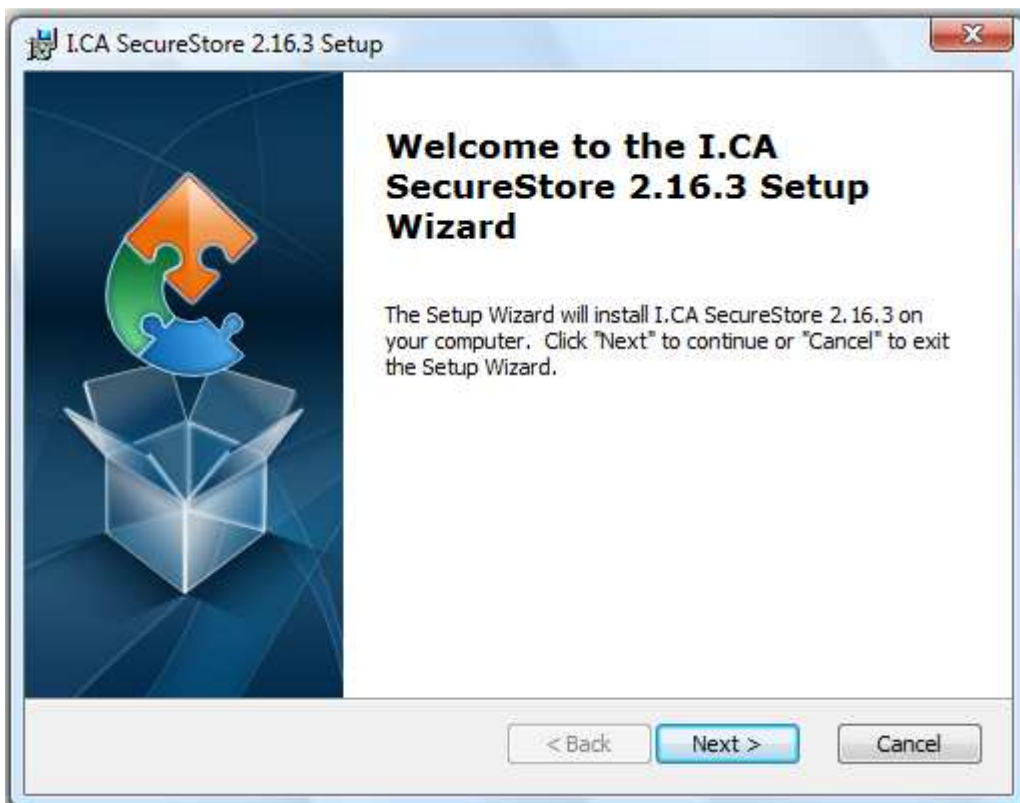 I.CA SecureStore 2.16.3 Setup
Welcome to the I.CA
SecureStore 2.16.3 Setup
Wizard
The Setup Wizard will install I.CA SecureStore 2.16.3 on
your computer.  Click "Next" to continue or "Cancel" to exit
the Setup Wizard.
< Back Next > Cancel